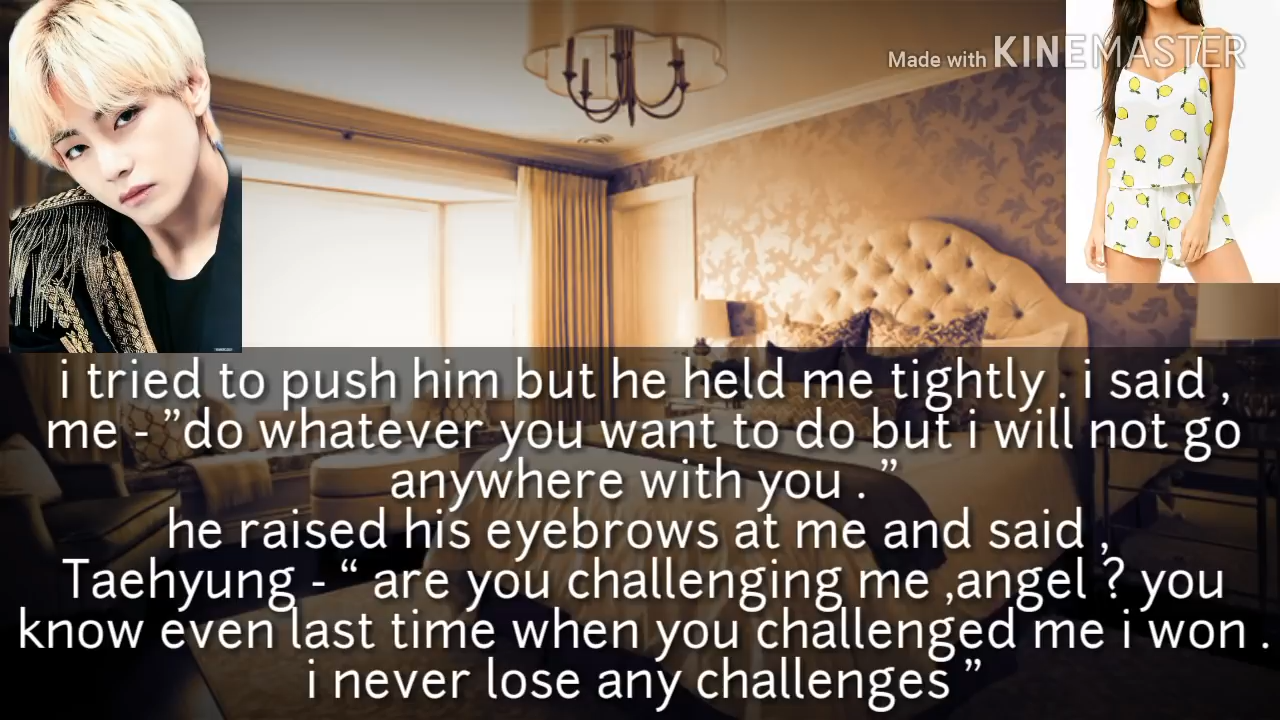 Made with KINEMASTER
i tried to push him but he held me tightly . i said ,
me - ”do whatever you want to do but i will not go
anywhere with you . ”
he raised his eyebrows at me and said ,
Taehyung - “ are you challenging me ,angel ? you
know even last time when you challenged me i won .
i never lose any challenges ”